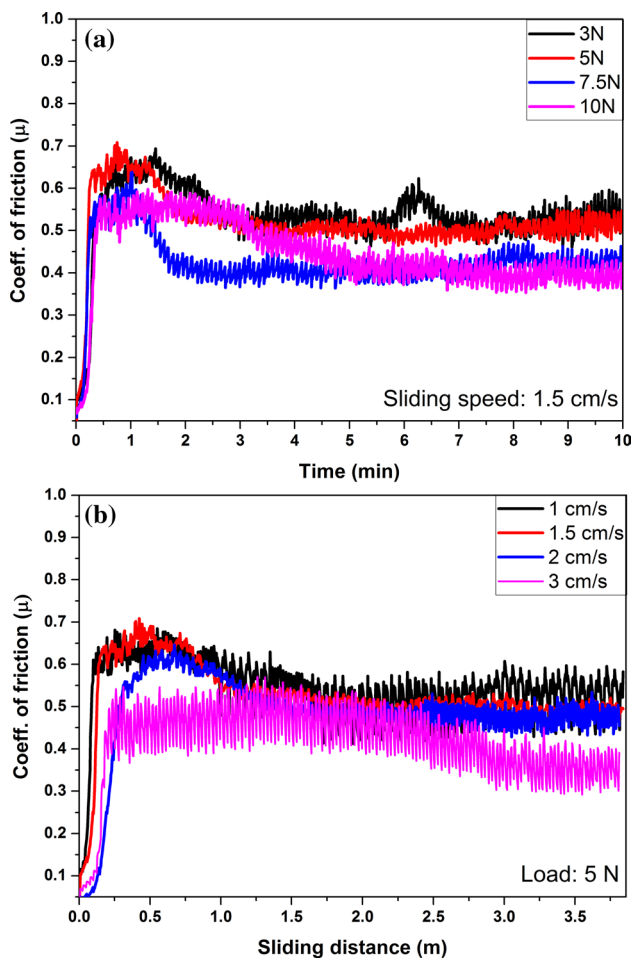 (a)
3N
5N
7.5N
10N
1.0
0.9
0.8
0.7
0.6
0.5
0.4
0.3
0.2
0.1
Coeff. of friction (μ)
Sliding speed: 1.5 cm/s
0 1 2 3 4 5 6 7 8 9 10
Time (min)
(b)
1 cm/s
1.5 cm/s
2 cm/s
3 cm/s
1.0
0.9
0.8
0.7
0.6
0.5
0.4
0.3
0.2
0.1
Coeff. of friction (μ)
Load: 5 N
0.0 0.5 1.0 1.5 2.0 2.5 3.0 3.5
Sliding distance (m)